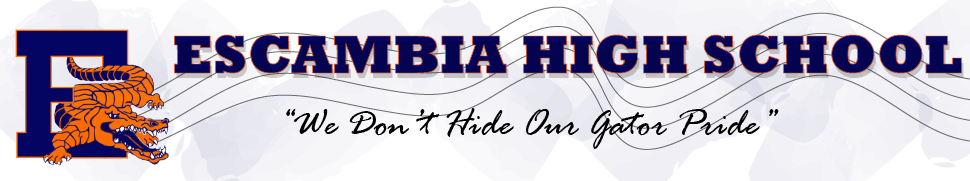 E
ESCAMBIA HIGH SCHOOL
“We Don't Hide Our Gator Pride”